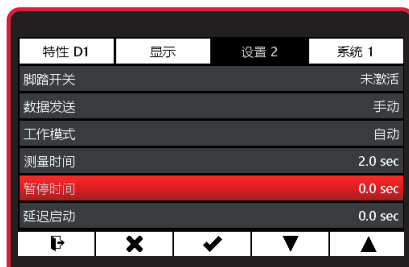 特性 D1 显示 设置 2 系统 1
脚踏开关 未激活
数据发送 手动
工作模式 自动
测量时间 2.0 sec
暂停时间 0.0 sec
延迟启动 0.0 sec